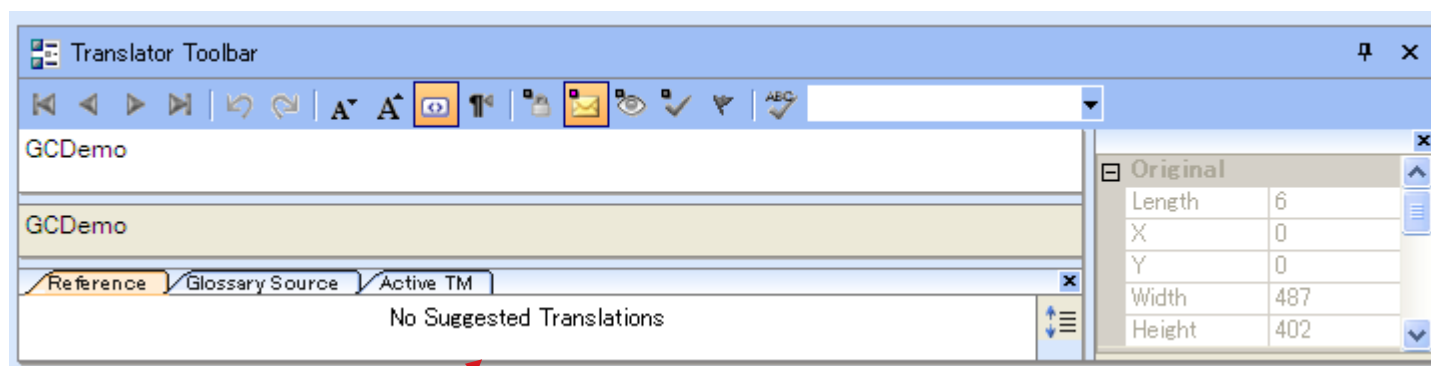 Translator Toolbar
A A ABC
GCDemo
GCDemo
Reference Glossary Source Active TM
No Suggested Translations
Original
Length 6
X 0
Y 0
Width 487
Height 402